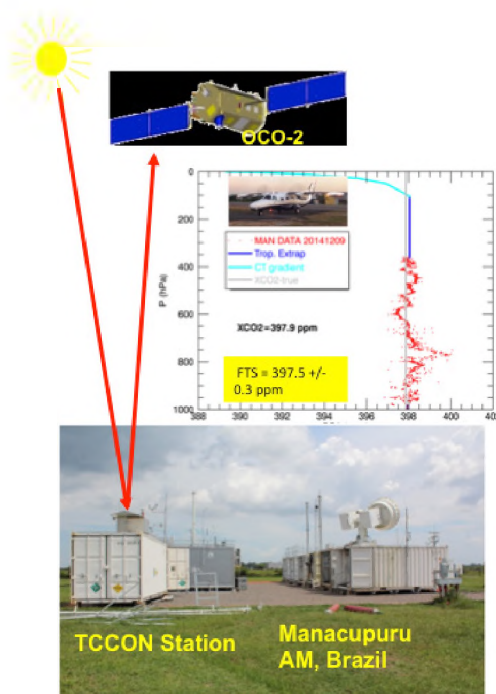 OCO-2
0
200
400
600
800
1000
P (hPa)
MAN DATA 20141209
Trop. Extrap
CT gradient
XCO2-true
XCO2=397.9 ppm
FTS = 397.5 +/-
0.3 ppm
388 390 392 394 396 398 400 402
TCCON Station
Manacupuru
AM, Brazil